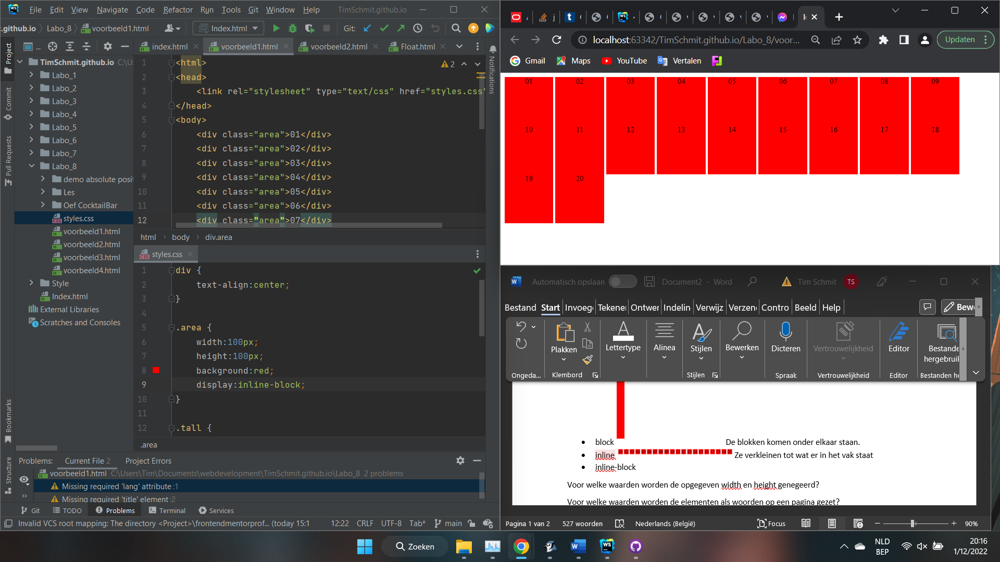 File Edit View Navigate Code Refactor Run Tools Git Window Help TimSchmit.github.io
.github.io Labo_8 voorbeeld1.html Index.html Git:
Project
Commit
Pull Requests
Bookmarks
Structure
...
TimSchmit.github.io C:\Us
Labo_1
Labo_2
Labo_3
Labo_4
Labo_5
Labo_6
Labo_7
Labo_8
demo absolute posit
Les
Oef CocktailBar
styles.css
voorbeeld1.html
voorbeeld2.html
voorbeeld3.html
voorbeeld4.html
Style
Index.html
External Libraries
Scratches and Consoles
index.html voorbeeld1.html voorbeeld2.html Float.html
Notifications
2
1 <html>
2 <head>
3 <link rel="stylesheet" type="text/css" href="styles.css"
4 </head>
5 <body>
6 <div class="area">01</div>
7 <div class="area">02</div>
8 <div class="area">03</div>
9 <div class="area">04</div>
10 <div class="area">05</div>
11 <div class="area">06</div>
12 <div class="area">07</div>
html body div.area
styles.css
1 div {
2 text-align:center;
3 }
4
5 .area {
6 width:100px;
7 height:100px;
8 background:red;
9 display:inline-block;
10 }
11
12 .tall {
.area
Problems: Current File 2 Project Errors
voorbeeld1.html C:\Users\Tim\Documents\webdevelopment\TimSchmit.github.io\Labo_8 2 problems
Missing required 'lang' attribute :1
Missing required 'title' element :2
Git TODO Problems Terminal Services
Invalid VCS root mapping: The directory <Project>\frontendmentorprof... (today 15:1 12:22 CRLF UTF-8 Tab* main
localhost:63342/TimSchmit.github.io/Labo_8/voor... Updaten
Gmail Maps YouTube Vertalen
01 02 03 04 05 06 07 08 09
10 11 12 13 14 15 16 17 18
19 20
Automatisch opslaan Document2 - Word Tim Schmit TS
Bestand Start Invoeg Tekener Ontwer Indelin Verwijz Verzend Contro Beeld Help Bewe
Plakken Lettertype Alinea Stijlen Bewerken Dicteren Vertrouwelijkheid Editor Bestande
hergebruik
Ongeda... Klembord Stijlen Spraak Vertrouwelijkheid Editor Bestanden he
block De blokken komen onder elkaar staan.
inline Ze verkleinen tot wat er in het vak staat
inline-block
Voor welke waarden worden de opgegeven width en height genegeerd?
Voor welke waarden worden de elementen als woorden op een pagina gezet?
Pagina 1 van 2 527 woorden Nederlands (België) Focus 90%
Zoeken
NLD
BEP
20:16
1/12/2022